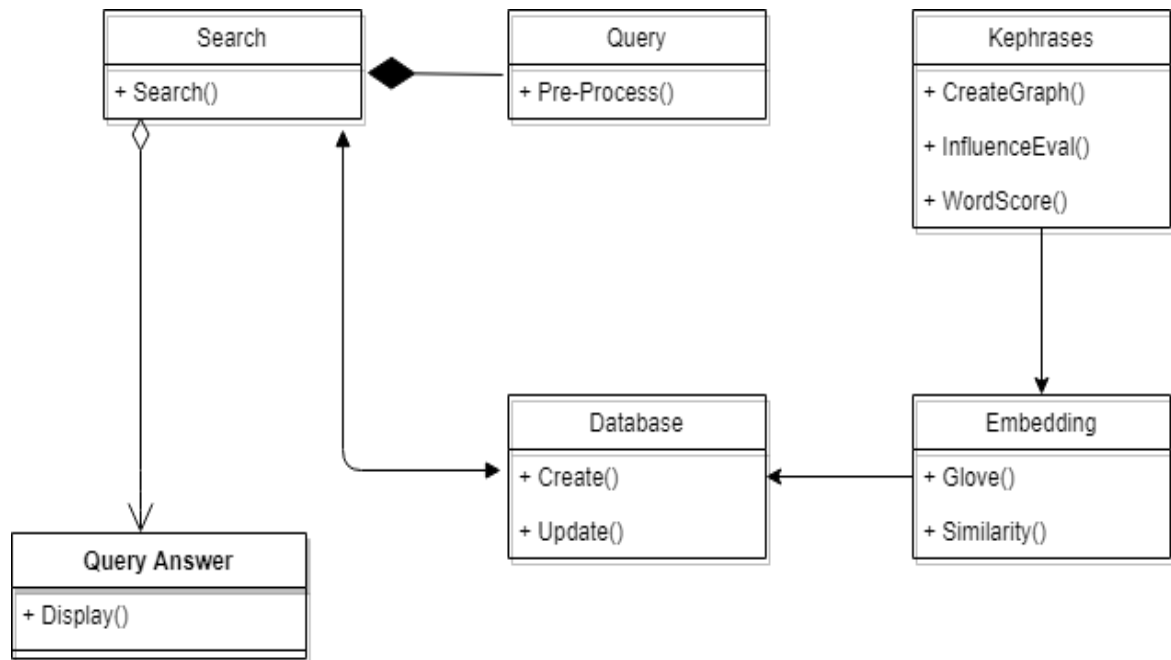 Search
+ Search()
Query
+ Pre-Process()
Kephrases
+ CreateGraph()
+ InfluenceEval()
+ WordScore()
Database
+ Create()
+ Update()
Embedding
+ Glove()
+ Similarity()
Query Answer
+ Display()